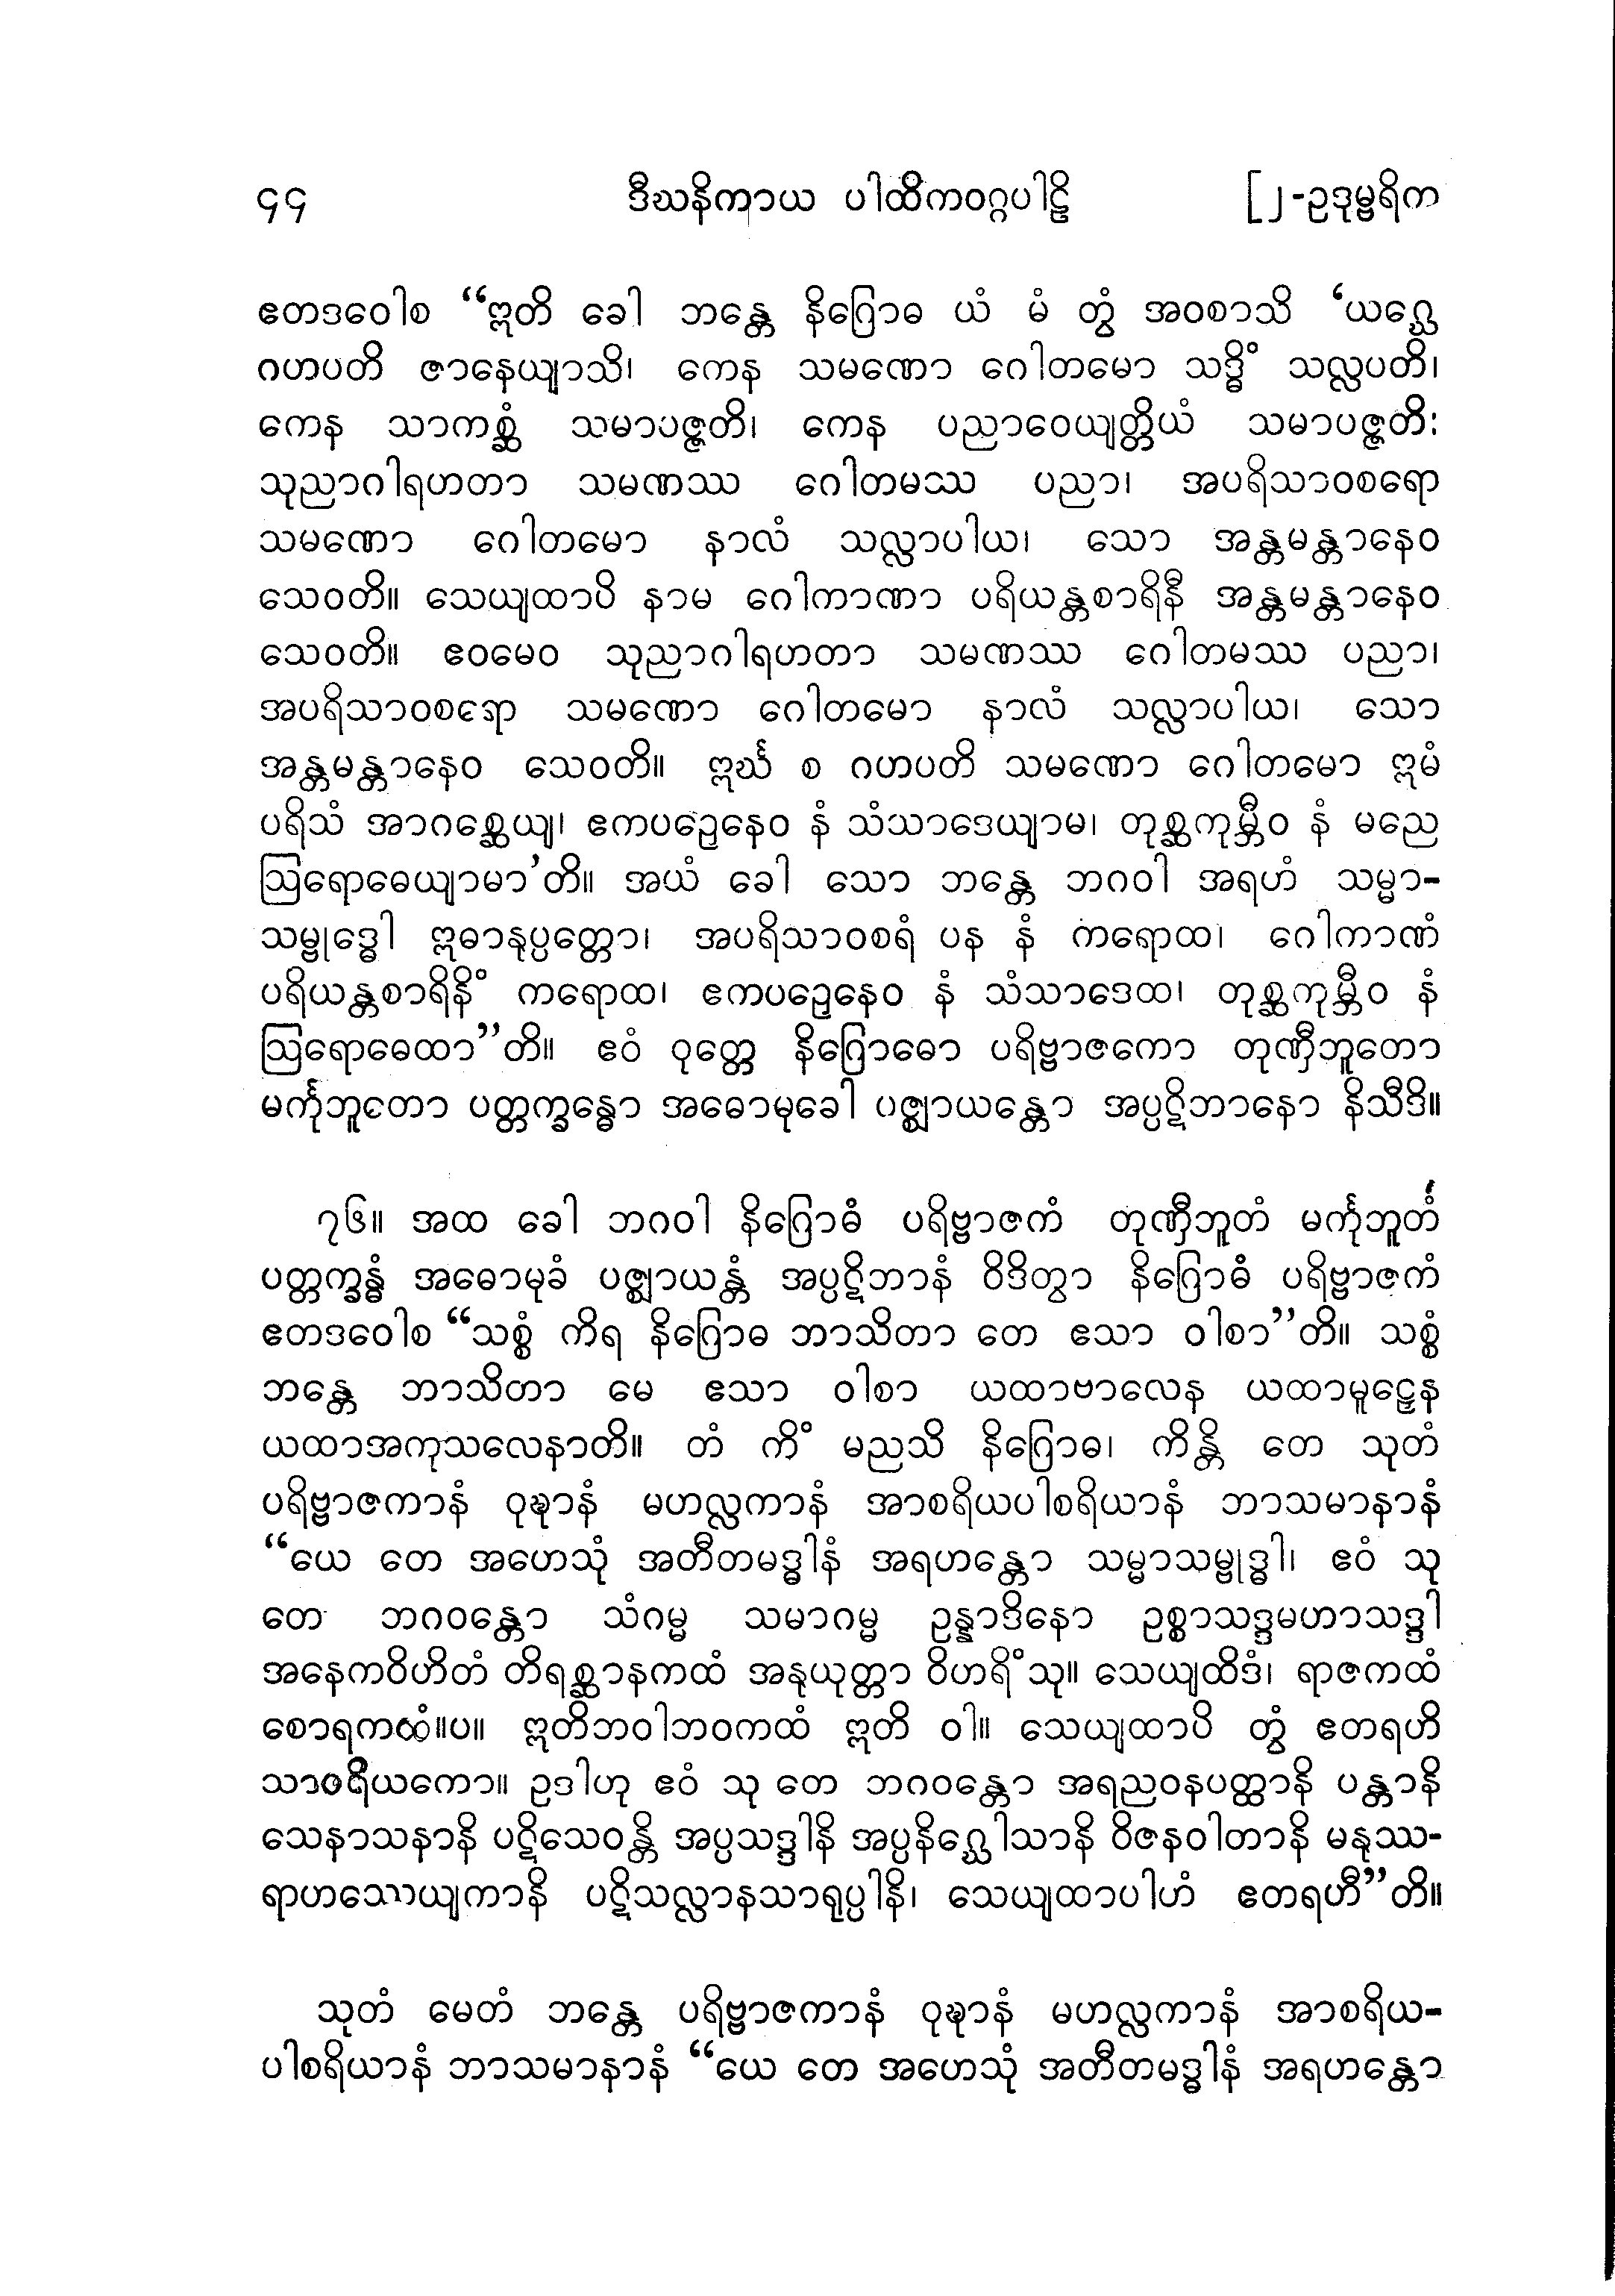 ၄၄ ဒီဃနိကာယ ပါထိကဝဂ္ဂပါဠိ [၂-ဥဒုမ္ဗရိက
ဧတဒဝေါစ “ဣတိ ခေါ ဘန္တေ နိဂြောဓ ယံ မံ တွံ အဝစာသိ ‘ယဂ္ဃေ
ဂဟပတိ ဇာနေယျာသိ၊ ကေန သမဏော ဂေါတမော သဒ္ဓိံ သလ္လပတိ၊
ကေန သာကစ္ဆံ သမာပဇ္ဇတိ၊ ကေန ပညာဝေယျတ္တိယံ သမာပဇ္ဇတိ၊
သုညာဂါရဟတာ သမဏဿ ဂေါတမဿ ပညာ၊ အပရိသာဝစရော
သမဏော ဂေါတမော နာလံ သလ္လာပါယ၊ သော အန္တမန္တာနေဝ
သေဝတိ။ သေယျထာပိ နာမ ဂေါကာဏာ ပရိယန္တစာရိနီ အန္တမန္တာနေဝ
သေဝတိ။ ဧဝမေဝ သုညာဂါရဟတာ သမဏဿ ဂေါတမဿ ပညာ၊
အပရိသာဝစရော သမဏော ဂေါတမော နာလံ သလ္လာပါယ၊ သော
အန္တမန္တာနေဝ သေဝတိ။ ဣင်္ဃ စ ဂဟပတိ သမဏော ဂေါတမော ဣမံ
ပရိသံ အာဂစ္ဆေယျ၊ ဧကပဉှေနေဝ နံ သံသာဒေယျာမ၊ တုစ္ဆကုမ္ဘီဝ နံ မညေ
ဩရောဓေယျာမာ’တိ။ အယံ ခေါ သော ဘန္တေ ဘဂဝါ အရဟံ သမ္မာ-
သမ္ဗုဒ္ဓေါ ဣဓာနုပ္ပတ္တော၊ အပရိသာဝစရံ ပန နံ ကရောထ၊ ဂေါကာဏံ
ပရိယန္တစာရိနိံ ကရောထ၊ ဧကပဉှေနေဝ နံ သံသာဒေထ၊ တုစ္ဆကုမ္ဘီဝ နံ
ဩရောဓေထာ”တိ။ ဧဝံ ဝုတ္တေ နိဂြောဓော ပရိဗ္ဗာဇကော တုဏှီဘူတော
မင်္ကုဘူတော ပတ္တက္ခန္ဓော အဓောမုခေါ ပဇ္ဈာယန္တော အပ္ပဋိဘာနော နိသီဒိ။
၇၆။ အထ ခေါ ဘဂဝါ နိဂြောဓံ ပရိဗ္ဗာဇကံ တုဏှီဘူတံ မင်္ကုဘူတံ
ပတ္တက္ခန္ဓံ အဓောမုခံ ပဇ္ဈာယန္တံ အပ္ပဋိဘာနံ ဝိဒိတွာ နိဂြောဓံ ပရိဗ္ဗာဇကံ
ဧတဒဝေါစ “သစ္စံ ကိရ နိဂြောဓ ဘာသိတာ တေ ဧသာ ဝါစာ”တိ။ သစ္စံ
ဘန္တေ ဘာသိတာ မေ ဧသာ ဝါစာ ယထာဗာလေန ယထာမူဠှေန
ယထာအကုသလေနာတိ။ တံ ကိံ မညသိ နိဂြောဓ၊ ကိန္တိ တေ သုတံ
ပရိဗ္ဗာဇကာနံ ဝုဍ္ဎာနံ မဟလ္လကာနံ အာစရိယပါစရိယာနံ ဘာသမာနာနံ
“ယေ တေ အဟေသုံ အတီတမဒ္ဓါနံ အရဟန္တော သမ္မာသမ္ဗုဒ္ဓါ၊ ဧဝံ သု
တေ ဘဂဝန္တော သံဂမ္မ သမာဂမ္မ ဥန္နာဒိနော ဥစ္စာသဒ္ဒမဟာသဒ္ဒါ
အနေကဝိဟိတံ တိရစ္ဆာနကထံ အနုယုတ္တာ ဝိဟရိံသု။ သေယျထိဒံ၊ ရာဇကထံ
စောရကထံ။ပ။ ဣတိဘဝါဘဝကထံ ဣတိ ဝါ။ သေယျထာပိ တွံ ဧတရဟိ
သာစရိယကော။ ဥဒါဟု ဧဝံ သု တေ ဘဂဝန္တော အရညဝနပတ္ထာနိ ပန္တာနိ
သေနာသနာနိ ပဋိသေဝန္တိ အပ္ပသဒ္ဒါနိ အပ္ပနိဂ္ဃေါသာနိ ဝိဇနဝါတာနိ မနုဿ-
ရာဟဿေယျကာနိ ပဋိသလ္လာနသာရုပ္ပါနိ၊ သေယျထာပါဟံ ဧတရဟီ”တိ။
သုတံ မေတံ ဘန္တေ ပရိဗ္ဗာဇကာနံ ဝုဍ္ဎာနံ မဟလ္လကာနံ အာစရိယ-
ပါစရိယာနံ ဘာသမာနာနံ “ယေ တေ အဟေသုံ အတီတမဒ္ဓါနံ အရဟန္တော